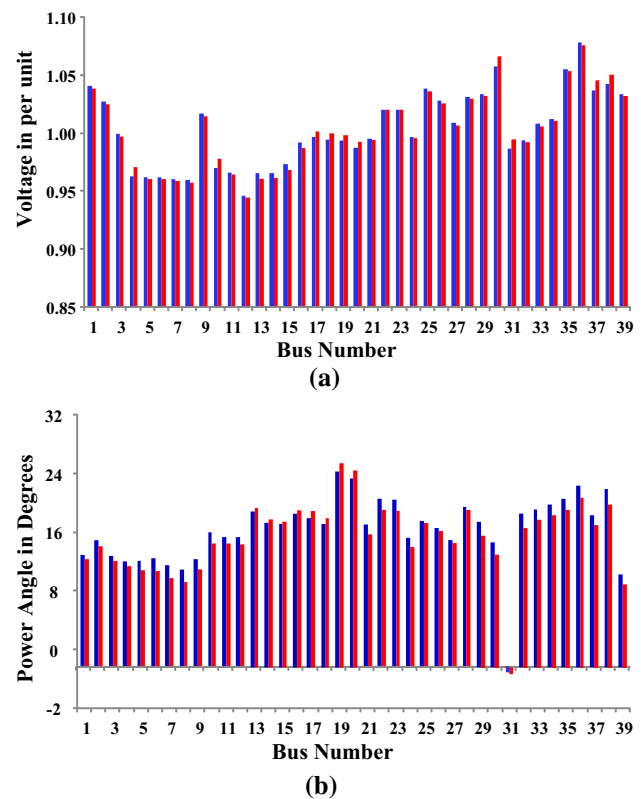 1.10
1.05
1.00
0.95
0.90
0.85
Voltage in per unit
1 3 5 7 9 11 13 15 17 19 21 23 25 27 29 31 33 35 37 39
Bus Number
(a)
32
24
16
8
0
-2
Power Angle in Degrees
1 3 5 7 9 11 13 15 17 19 21 23 25 27 29 31 33 35 37 39
Bus Number
(b)